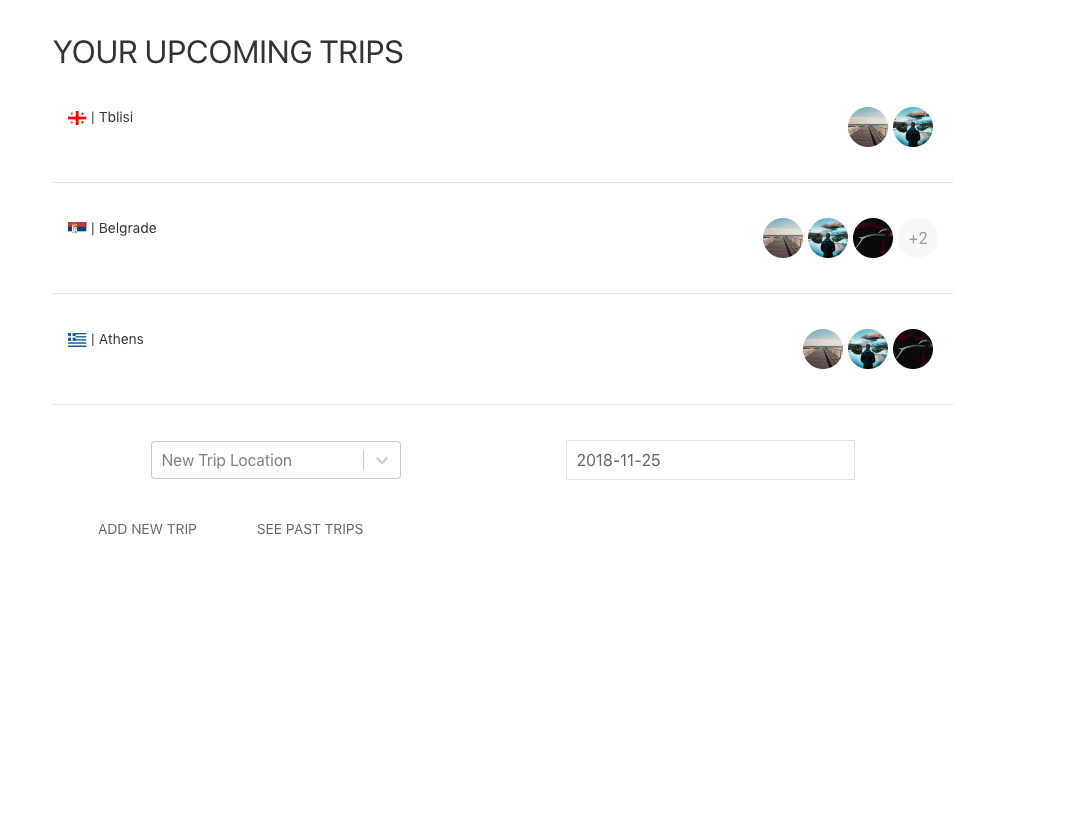 YOUR UPCOMING TRIPS
| Tblisi
| Belgrade
+2
| Athens
New Trip Location
2018-11-25
ADD NEW TRIP
SEE PAST TRIPS